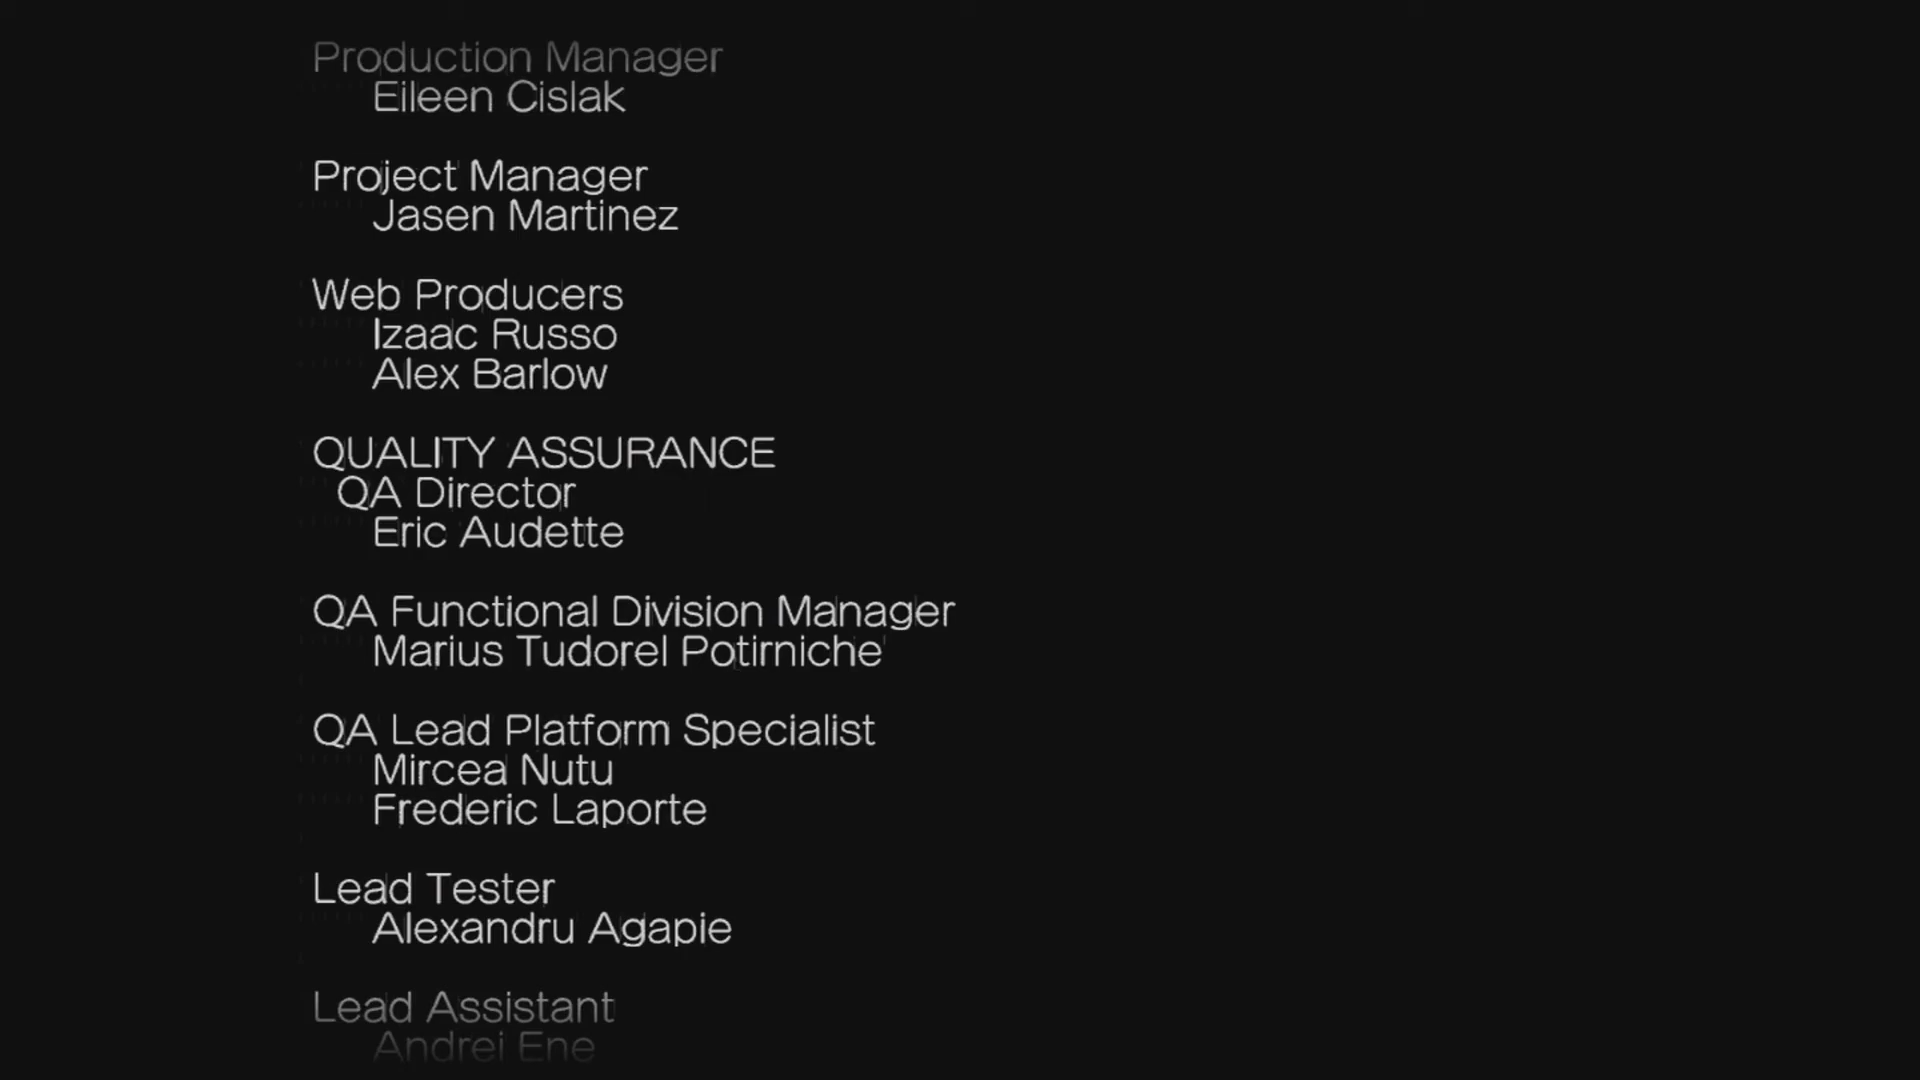 Production Manager
Eileen Cislak
Project Manager
Jasen Martinez
Web Producers
Izaac Russo
Alex Barlow
QUALITY ASSURANCE
QA Director
Eric Audette
QA Functional Division Manager
Marius Tudorel Potirniche
QA Lead Platform Specialist
Mircea Nutu
Frederic Laporte
Lead Tester
Alexandru Agapie
Lead Assistant
Andrei Ene